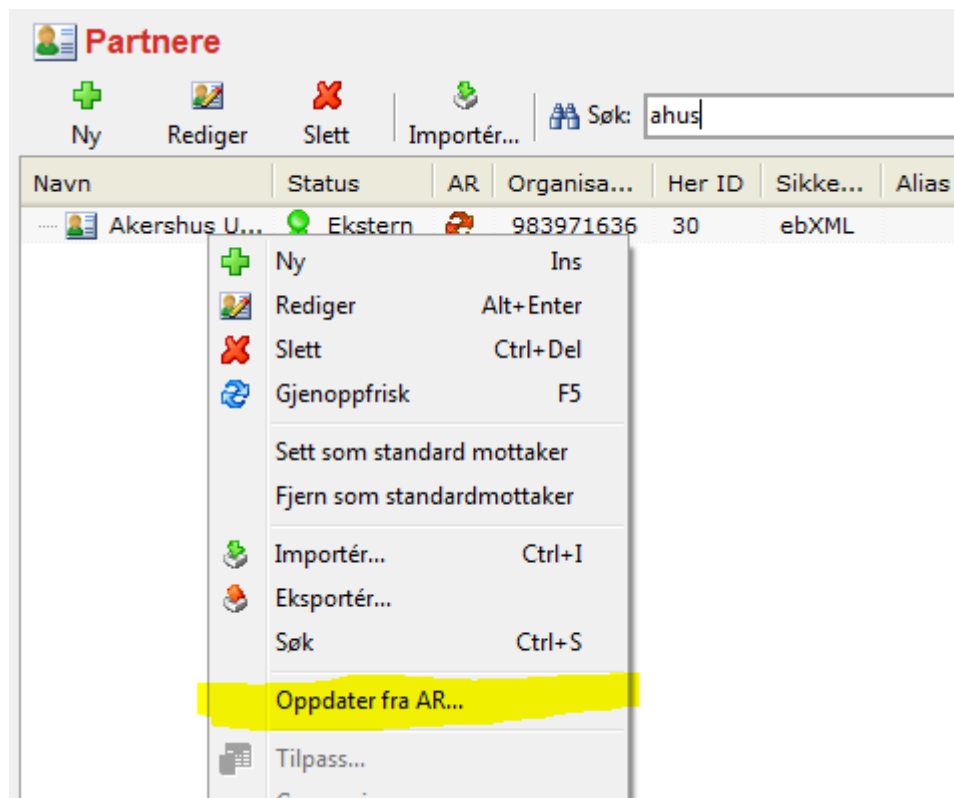 Partnere
Ny Rediger Slett Importér... Søk: ahus
Navn Status AR Organisa... Her ID Sikke... Alias
Akershus U... Ekstern 983971636 30 ebXML
Ny Ins
Rediger Alt+Enter
Slett Ctrl+Del
Gjenoppfrisk F5
Sett som standard mottaker
Fjern som standardmottaker
Importér... Ctrl+I
Eksportér...
Søk Ctrl+S
Oppdater fra AR...
Tilpass...